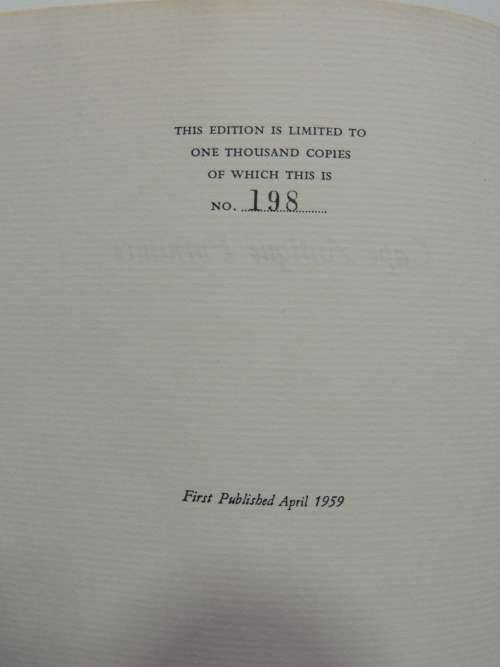 THIS EDITION IS LIMITED TO
ONE THOUSAND COPIES
OF WHICH THIS IS
NO. 198
First Published April 1959